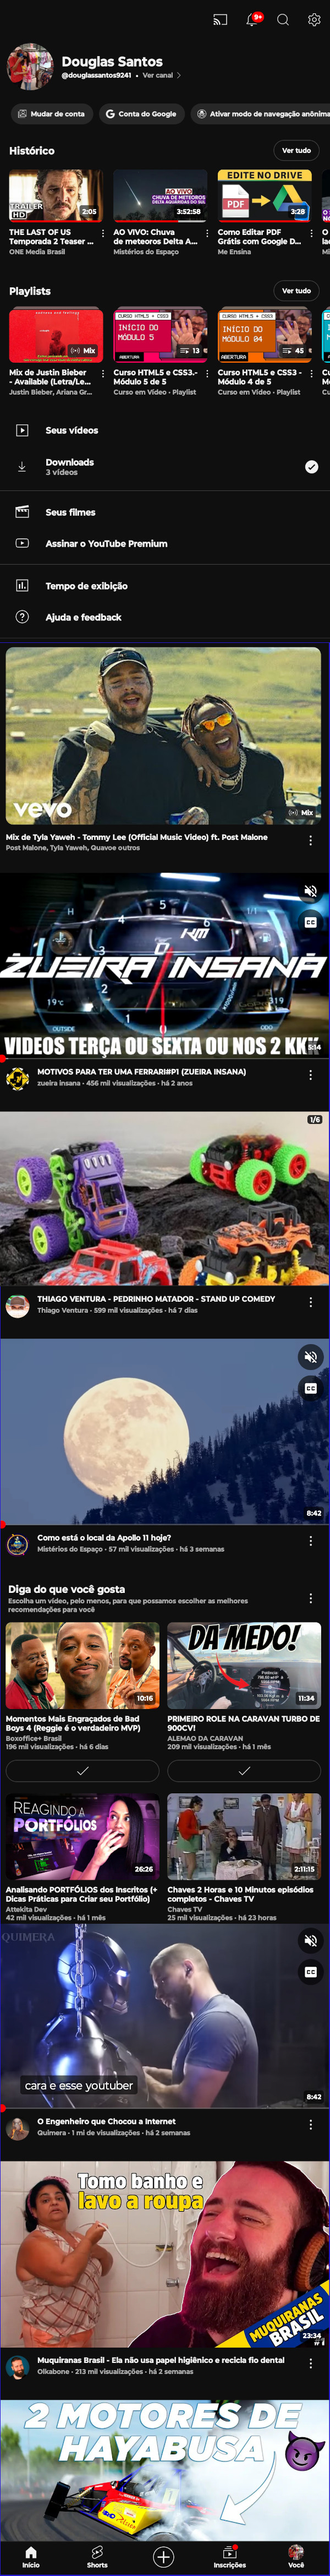 9+
Douglas Santos
@douglassantos9241 • Ver canal
Mudar de conta
Conta do Google
Ativar modo de navegação anônima
Histórico
Ver tudo
TRAILER
HD
2:05
AO VIVO
CHUVA DE METEOROS
DELTA AQUARIDAS DO SUL
3:52:58
EDITE NO DRIVE
PDF
3:28
THE LAST OF US
Temporada 2 Teaser ...
ONE Media Brasil
AO VIVO: Chuva
de meteoros Delta A...
Mistérios do Espaço
Como Editar PDF
Grátis com Google D...
Me Ensina
Playlists
Ver tudo
Mix
CURSO HTML5 + CSS3
INÍCIO DO
MÓDULO 5
ABERTURA
13
CURSO HTML5 + CSS3
INÍCIO DO
MÓDULO 04
ABERTURA
45
Mix de Justin Bieber
- Available (Letra/Le...
Justin Bieber, Ariana Gr...
Curso HTML5 e CSS3.-
Módulo 5 de 5
Curso em Vídeo • Playlist
Curso HTML5 e CSS3 -
Módulo 4 de 5
Curso em Vídeo • Playlist
Seus vídeos
Downloads
3 vídeos
Seus filmes
Assinar o YouTube Premium
Tempo de exibição
Ajuda e feedback
vevo
Mix
Mix de Tyla Yaweh - Tommy Lee (Official Music Video) ft. Post Malone
Post Malone, Tyla Yaweh, Quavoe outros
CC
H
4
5
6
1/1
KM
ZUEIRA INSANA
19°c
OUTSIDE
319
ODO
VIDEOS TERÇA OU SEXTA OU NOS 2 KKK
5:14
MOTIVOS PARA TER UMA FERRARI#P1 (ZUEIRA INSANA)
zueira insana • 456 mil visualizações • há 2 anos
1/6
THIAGO VENTURA - PEDRINHO MATADOR - STAND UP COMEDY
Thiago Ventura • 599 mil visualizações • há 7 dias
CC
8:42
Como está o local da Apollo 11 hoje?
Mistérios do Espaço • 57 mil visualizações • há 3 semanas
Diga do que você gosta
Escolha um vídeo, pelo menos, para que possamos escolher as melhores
recomendações para você
10:16
DA MEDO!
11:34
Momentos Mais Engraçados de Bad
Boys 4 (Reggie é o verdadeiro MVP)
Boxoffice+ Brasil
196 mil visualizações • há 6 dias
PRIMEIRO ROLE NA CARAVAN TURBO DE
900CV!
ALEMAO DA CARAVAN
209 mil visualizações • há 1 mês
REAGINDO A
PORTFÓLIOS
26:26
2:11:15
Analisando PORTFÓLIOS dos Inscritos (+
Dicas Práticas para Criar seu Portfólio)
Attekita Dev
42 mil visualizações • há 1 mês
Chaves 2 Horas e 10 Minutos episódios
completos - Chaves TV
Chaves TV
25 mil visualizações • há 23 horas
QUIMERA
CC
cara e esse youtuber
8:42
O Engenheiro que Chocou a Internet
Quimera • 1 mi de visualizações • há 2 semanas
Tomo banho e
lavo a roupa
MUQUIRANAS
BRASIL
23:34
#1
Muquiranas Brasil - Ela não usa papel higiênico e recicla fio dental
Olkabone • 213 mil visualizações • há 2 semanas
2 MOTORES DE
HAYABUSA
Início
Shorts
Inscrições
Você